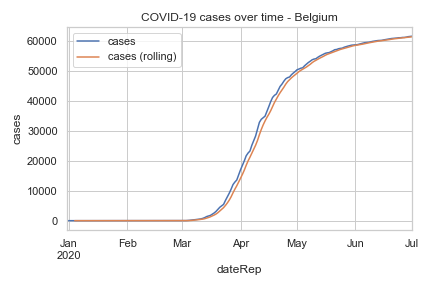 COVID-19 cases over time - Belgium
cases
cases (rolling)
60000
50000
40000
30000
20000
10000
0
cases
Jan Feb Mar Apr May Jun Jul
2020
dateRep